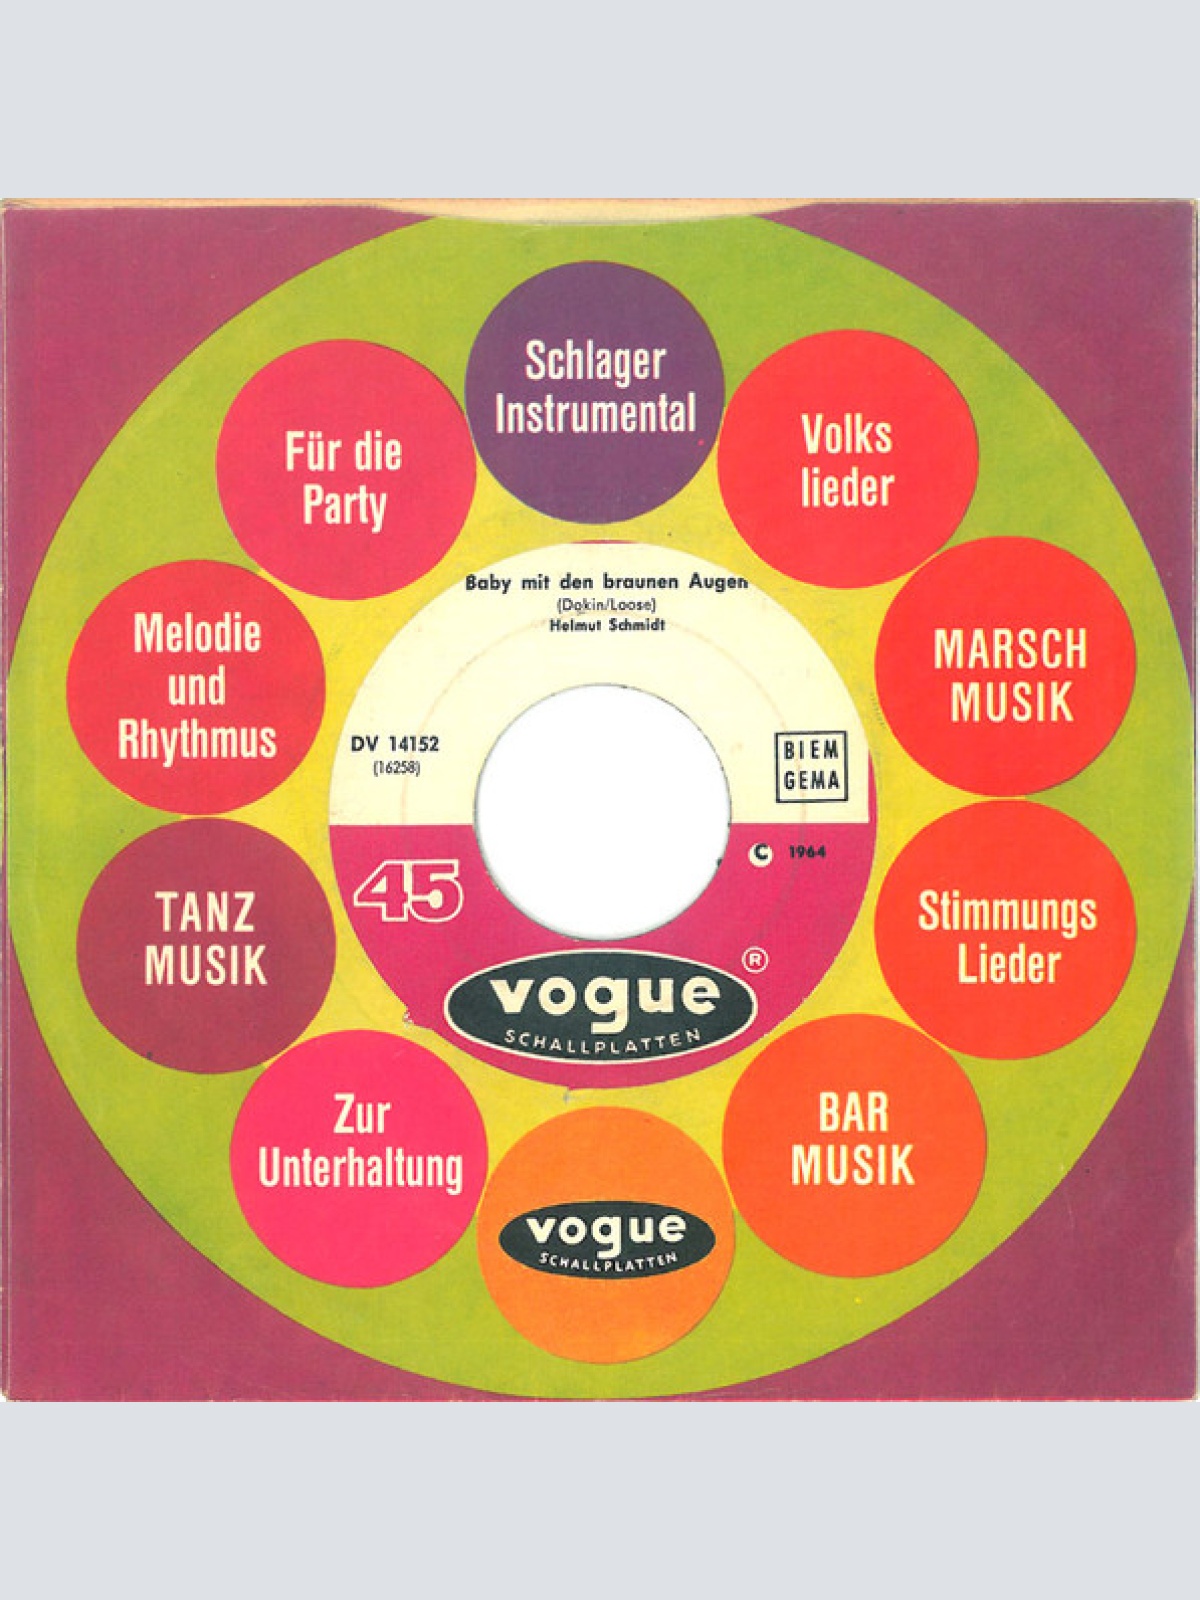 Schlager
Instrumental
Für die
Party
Volks
lieder
Baby mit den braunen Augen
(Dakin/Loose)
Helmut Schmidt
Melodie
und
Rhythmus
MARSCH
MUSIK
DV 14152
(16258)
BIEM
GEMA
C 1964
45
TANZ
MUSIK
Stimmungs
Lieder
vogue ®
SCHALLPLATTEN
Zur
Unterhaltung
BAR
MUSIK
vogue
SCHALLPLATTEN